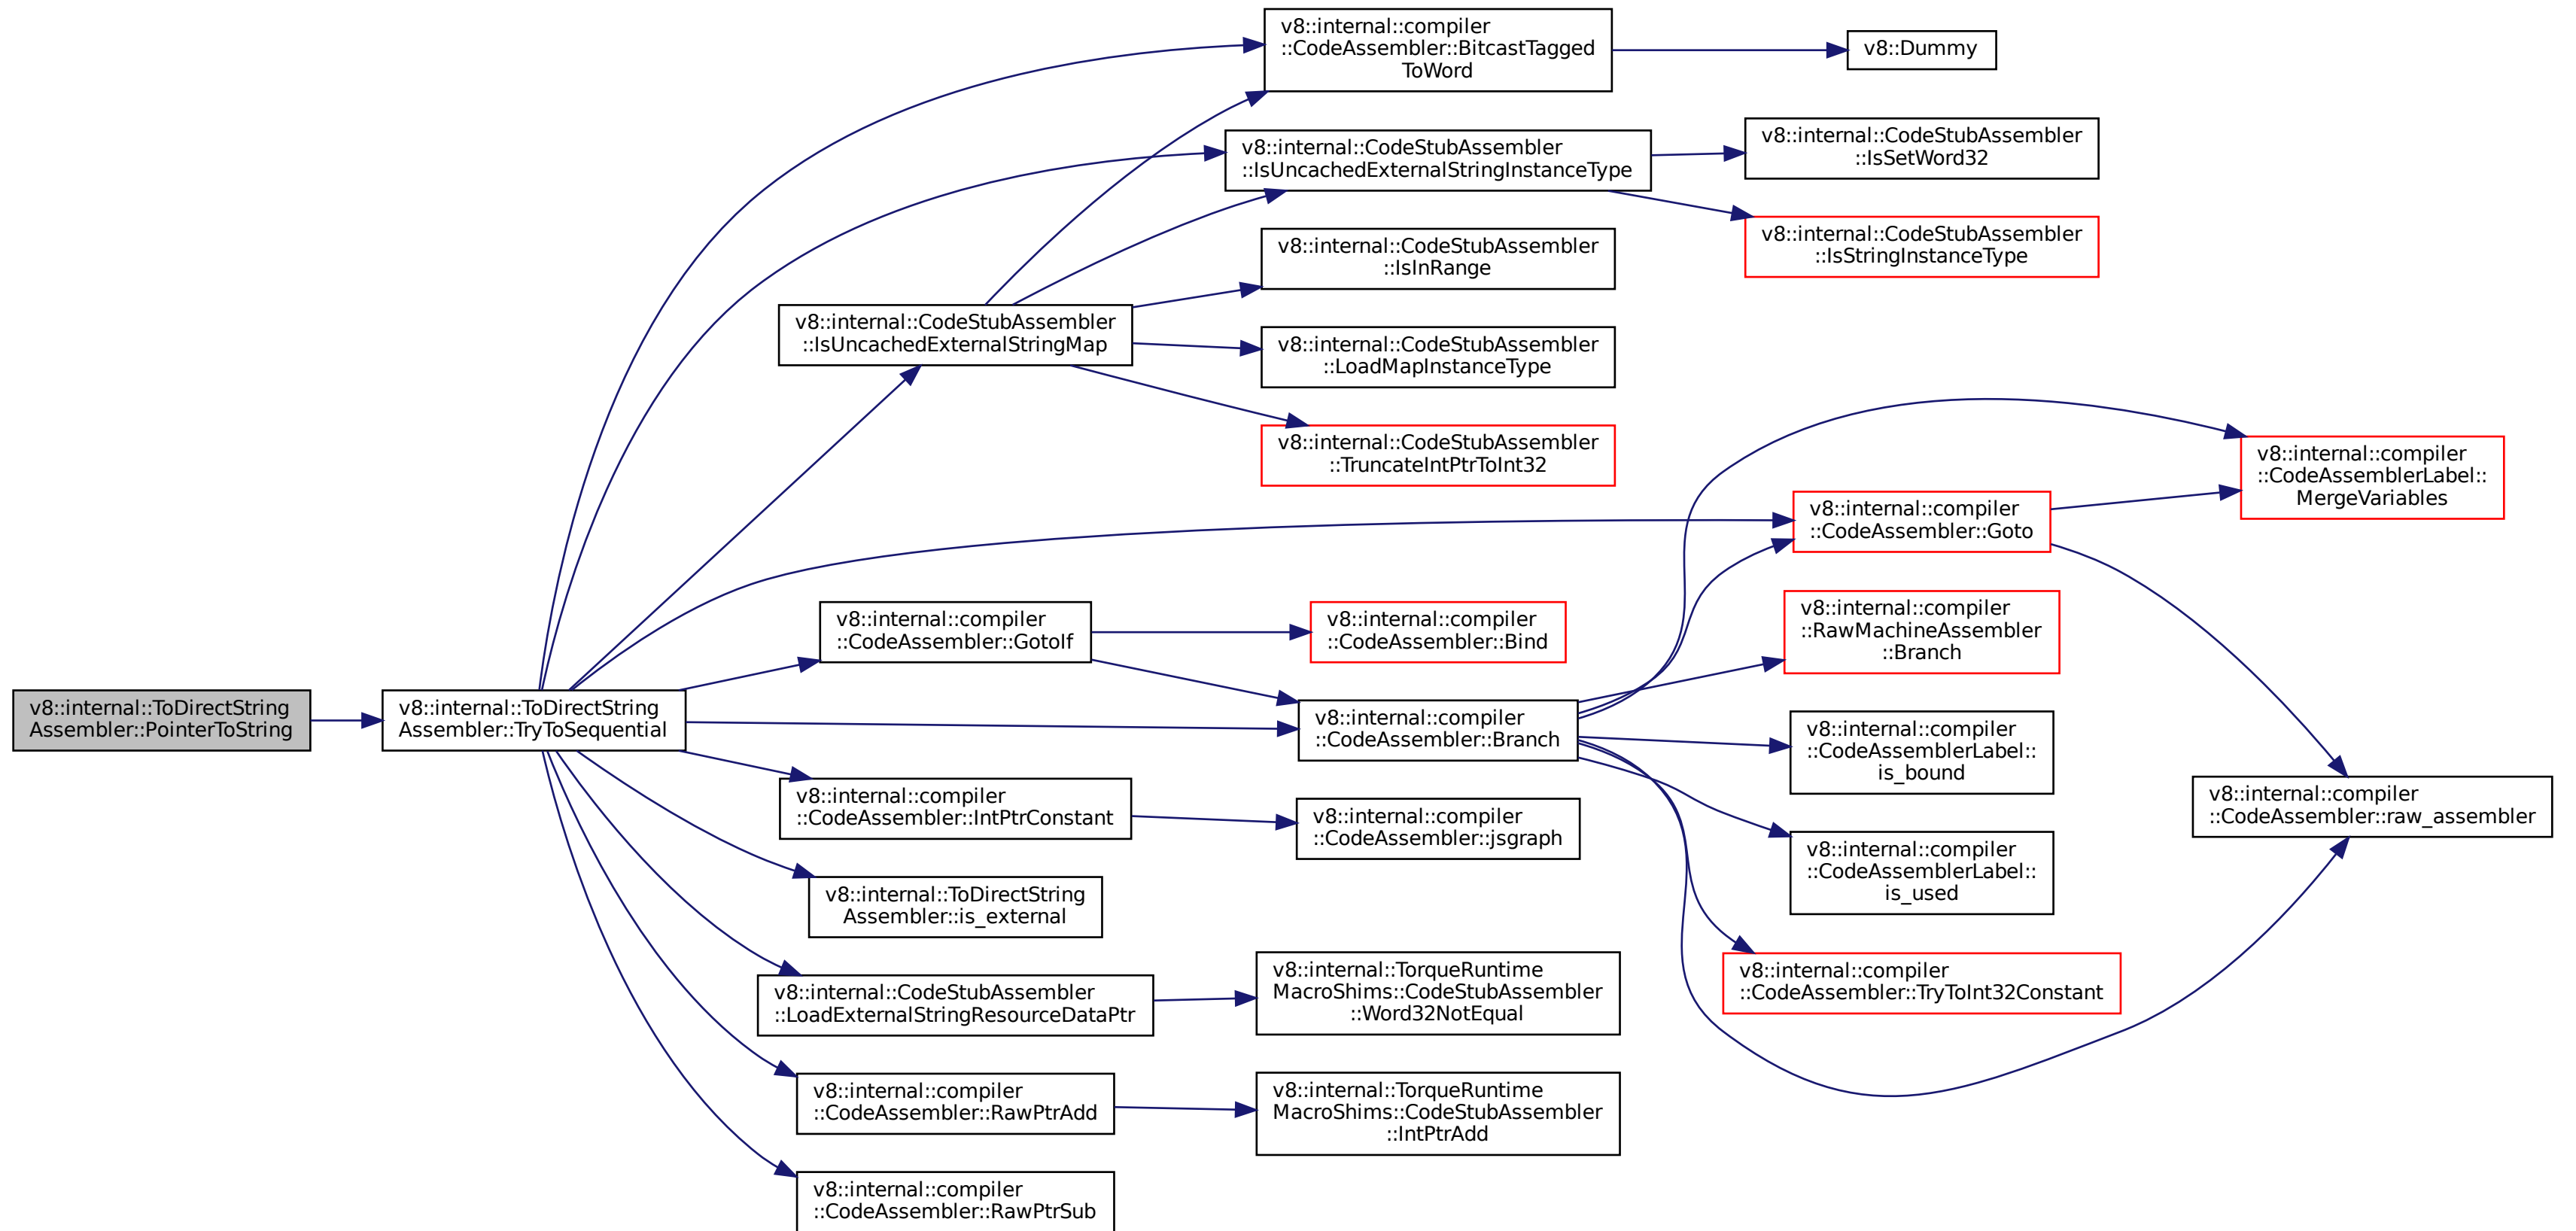 v8::internal::ToDirectString
Assembler::PointerToString
v8::internal::ToDirectString
Assembler::TryToSequential
v8::internal::compiler
::CodeAssembler::BitcastTagged
ToWord
v8::Dummy
v8::internal::CodeStubAssembler
::IsUncachedExternalStringInstanceType
v8::internal::CodeStubAssembler
::IsSetWord32
v8::internal::CodeStubAssembler
::IsStringInstanceType
v8::internal::CodeStubAssembler
::IsUncachedExternalStringMap
v8::internal::CodeStubAssembler
::IsInRange
v8::internal::CodeStubAssembler
::LoadMapInstanceType
v8::internal::CodeStubAssembler
::TruncateIntPtrToInt32
v8::internal::compiler
::CodeAssembler::Goto
v8::internal::compiler
::CodeAssemblerLabel::
MergeVariables
v8::internal::compiler
::CodeAssembler::raw_assembler
v8::internal::compiler
::CodeAssembler::GotoIf
v8::internal::compiler
::CodeAssembler::Bind
v8::internal::compiler
::CodeAssembler::Branch
v8::internal::compiler
::RawMachineAssembler
::Branch
v8::internal::compiler
::CodeAssemblerLabel::
is_bound
v8::internal::compiler
::CodeAssemblerLabel::
is_used
v8::internal::compiler
::CodeAssembler::TryToInt32Constant
v8::internal::compiler
::CodeAssembler::IntPtrConstant
v8::internal::compiler
::CodeAssembler::jsgraph
v8::internal::ToDirectString
Assembler::is_external
v8::internal::CodeStubAssembler
::LoadExternalStringResourceDataPtr
v8::internal::TorqueRuntime
MacroShims::CodeStubAssembler
::Word32NotEqual
v8::internal::compiler
::CodeAssembler::RawPtrAdd
v8::internal::TorqueRuntime
MacroShims::CodeStubAssembler
::IntPtrAdd
v8::internal::compiler
::CodeAssembler::RawPtrSub